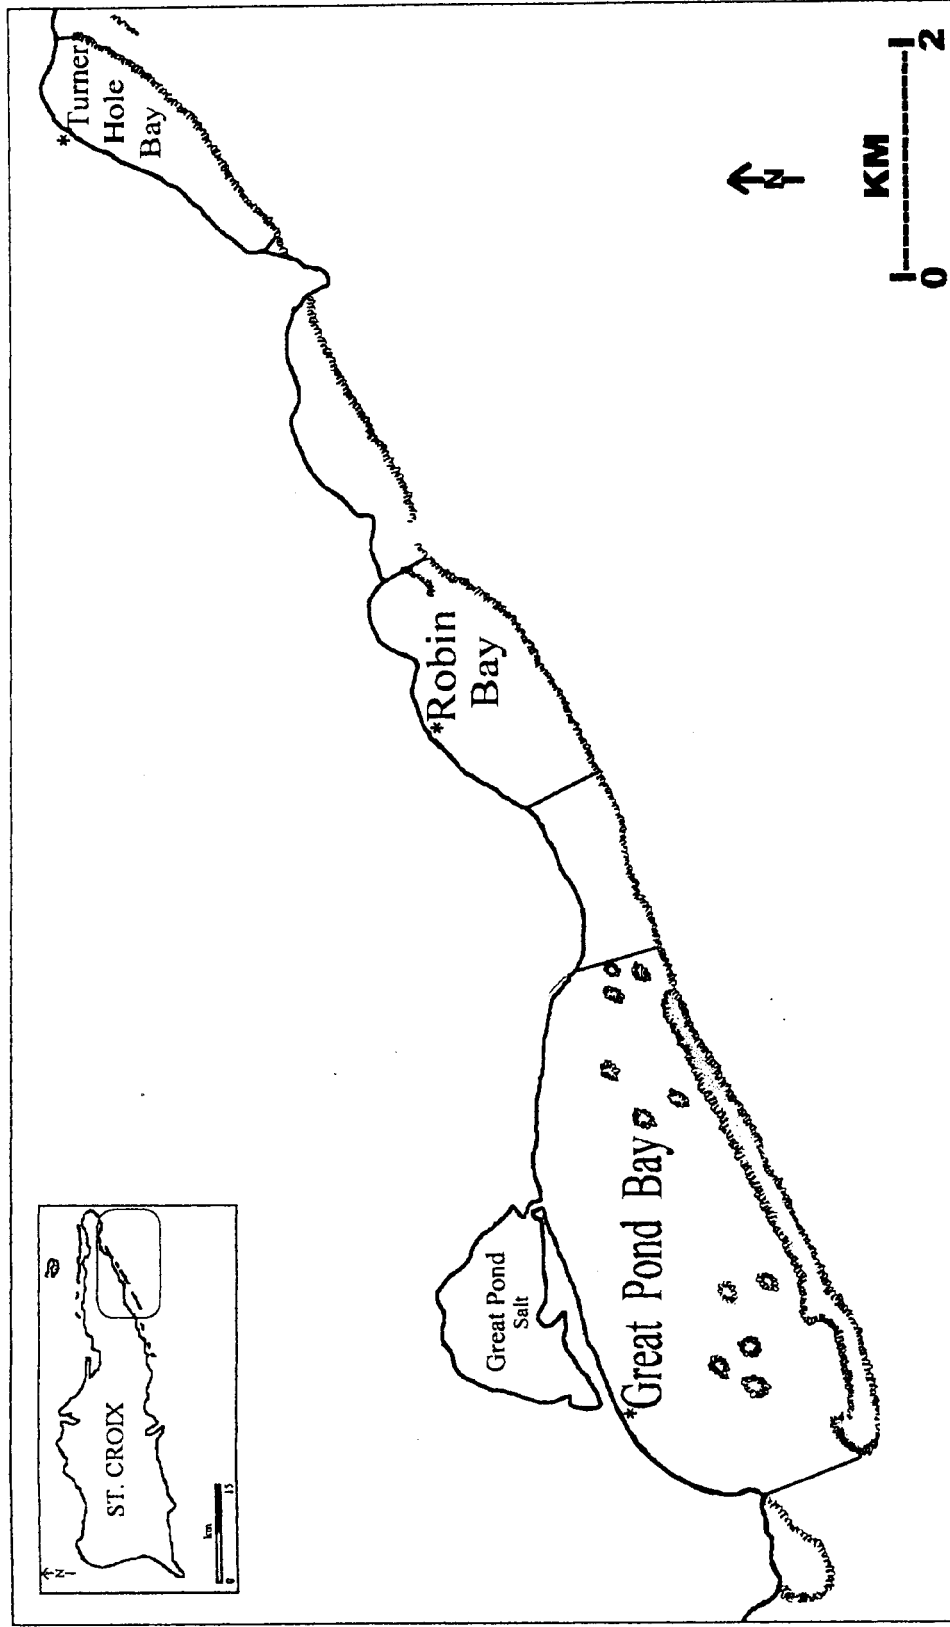 ST. CROIX
N
km
0 15
*Turner
Hole
Bay
*Robin
Bay
Great Pond
Salt
*Great Pond Bay
N
KM
0 2